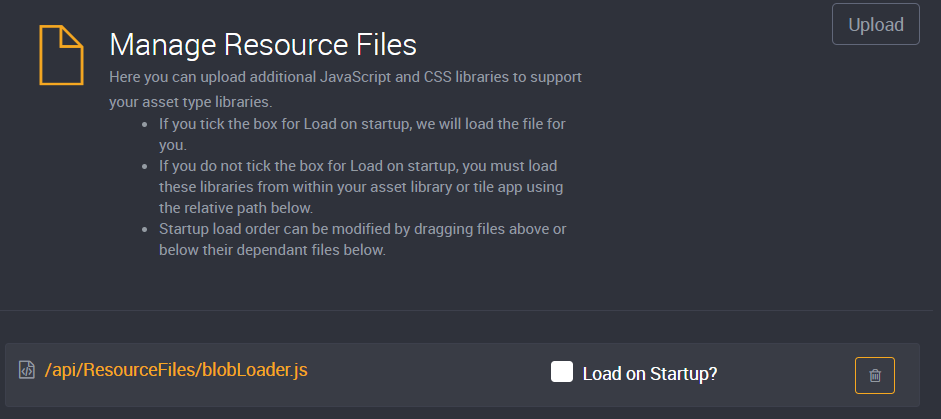 Upload
Manage Resource Files
Here you can upload additional JavaScript and CSS libraries to support
your asset type libraries.
If you tick the box for Load on startup, we will load the file for
you.
If you do not tick the box for Load on startup, you must load
these libraries from within your asset library or tile app using
the relative path below.
Startup load order can be modified by dragging files above or
below their dependant files below.
/api/ResourceFiles/blobLoader.js
Load on Startup?